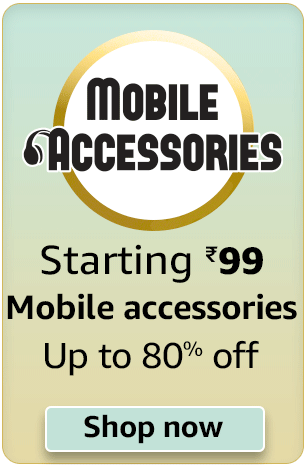 MOBILE
ACCESSORIES
Starting ₹99
Mobile accessories
Up to 80% off
Shop now